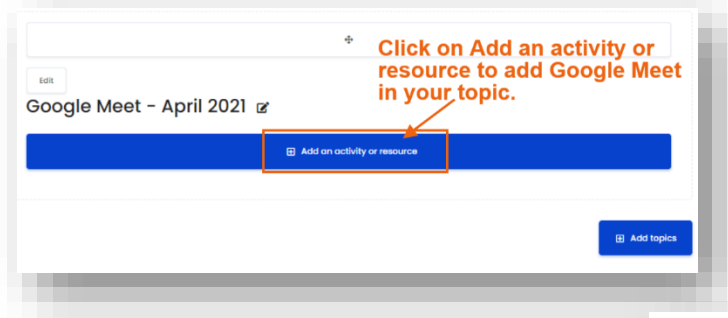 Click on Add an activity or
resource to add Google Meet
in your topic.
Edit
Google Meet - April 2021
Add an activity or resource
Add topics